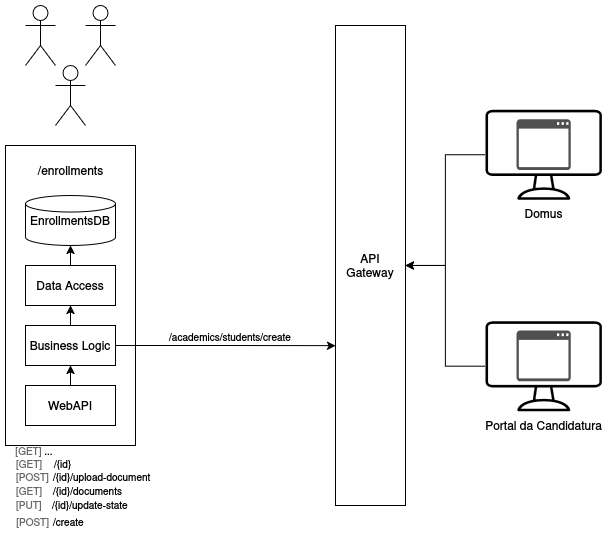 /enrollments
EnrollmentsDB
Data Access
Business Logic
WebAPI
[GET] ...
[GET] /{id}
[POST] /{id}/upload-document
[GET] /{id}/documents
[PUT] /{id}/update-state
[POST] /create
/academics/students/create
API
Gateway
Domus
Portal da Candidatura